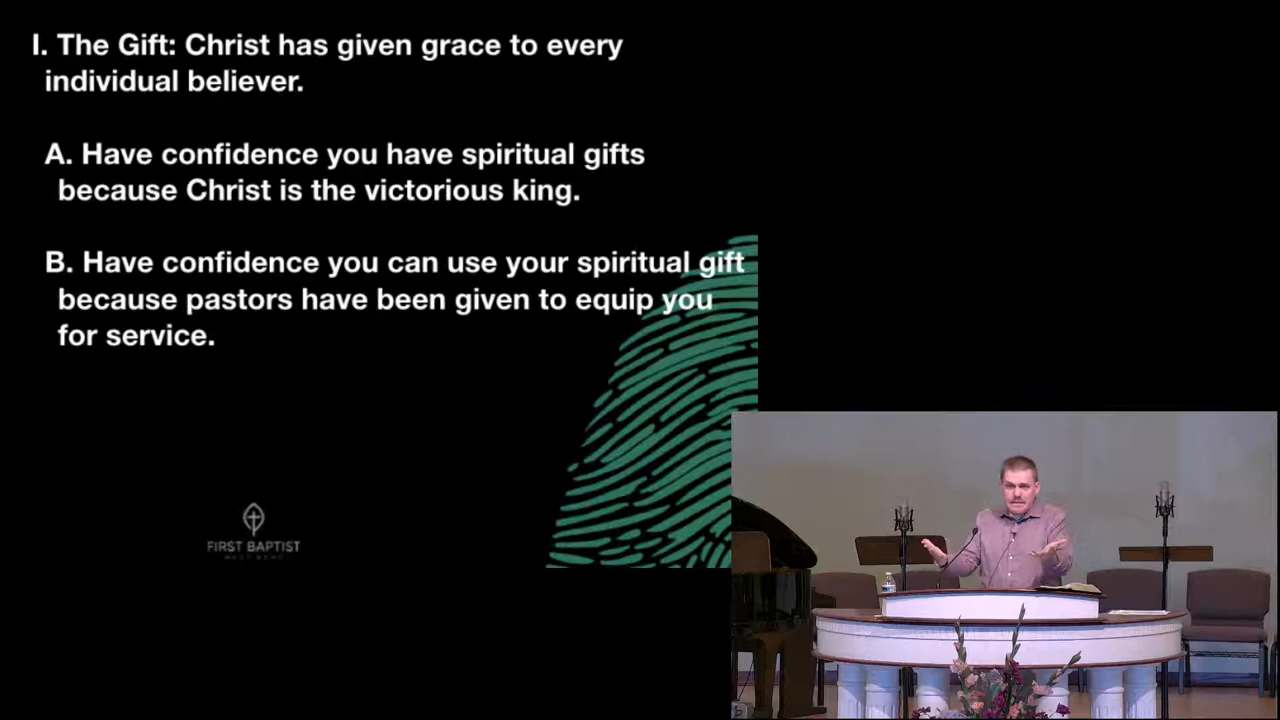 I. The Gift: Christ has given grace to every
individual believer.
A. Have confidence you have spiritual gifts
because Christ is the victorious king.
B. Have confidence you can use your spiritual gift
because pastors have been given to equip you
for service.
FIRST BAPTIST